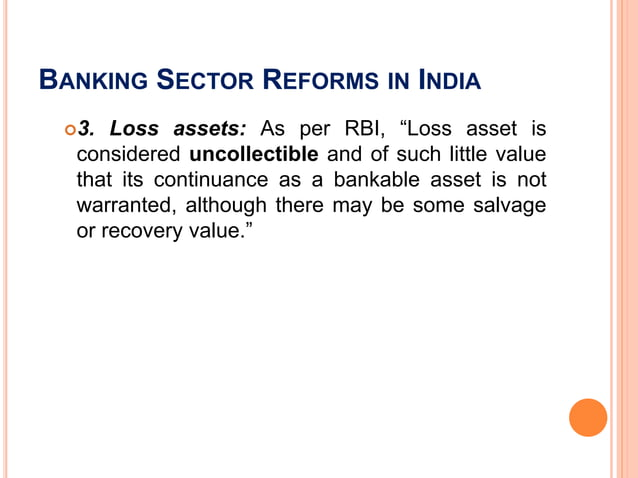 BANKING SECTOR REFORMS IN INDIA
3. Loss assets: As per RBI, “Loss asset is
considered uncollectible and of such little value
that its continuance as a bankable asset is not
warranted, although there may be some salvage
or recovery value.”